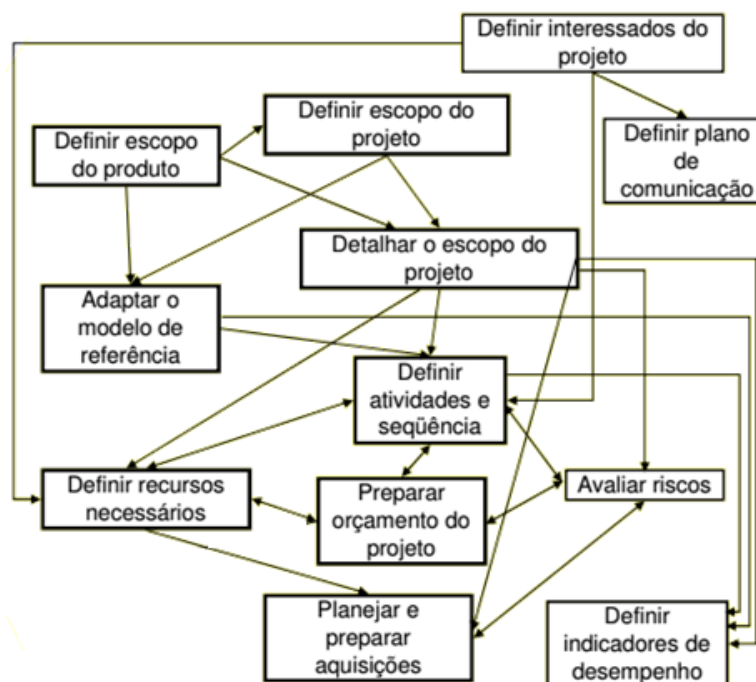 Definir interessados do
projeto
Definir escopo do
projeto
Definir escopo
do produto
Definir plano
de
comunicação
Detalhar o escopo do
projeto
Adaptar o
modelo de
referência
Definir
atividades e
seqüência
Definir recursos
necessários
Preparar
orçamento do
projeto
Avaliar riscos
Planejar e
preparar
aquisições
Definir
indicadores de
desempenho